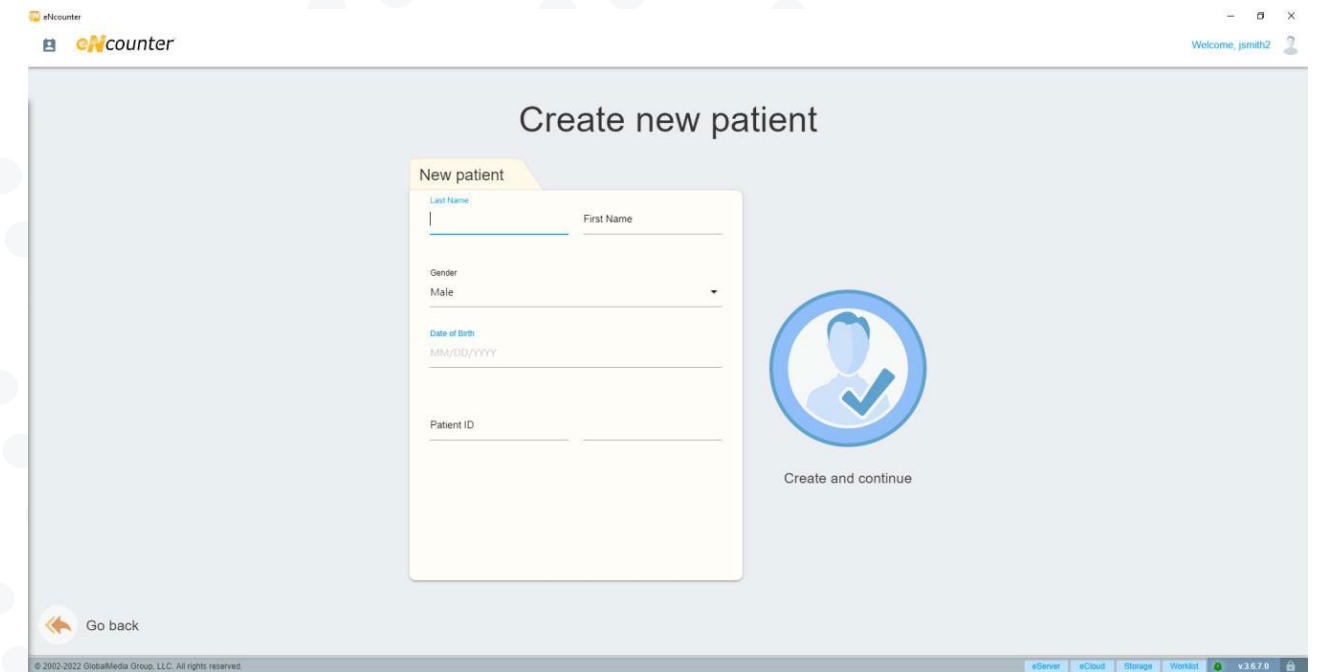 eNcounter
eNcounter
Welcome, jsmith2
Create new patient
New patient
Last Name
First Name
Gender
Male
Date of Birth
MM/DD/YYYY
Patient ID
Create and continue
Go back
© 2002-2022 GlobalMedia Group, LLC. All rights reserved.
eServer eCloud Storage Worklist v.3.6.7.0